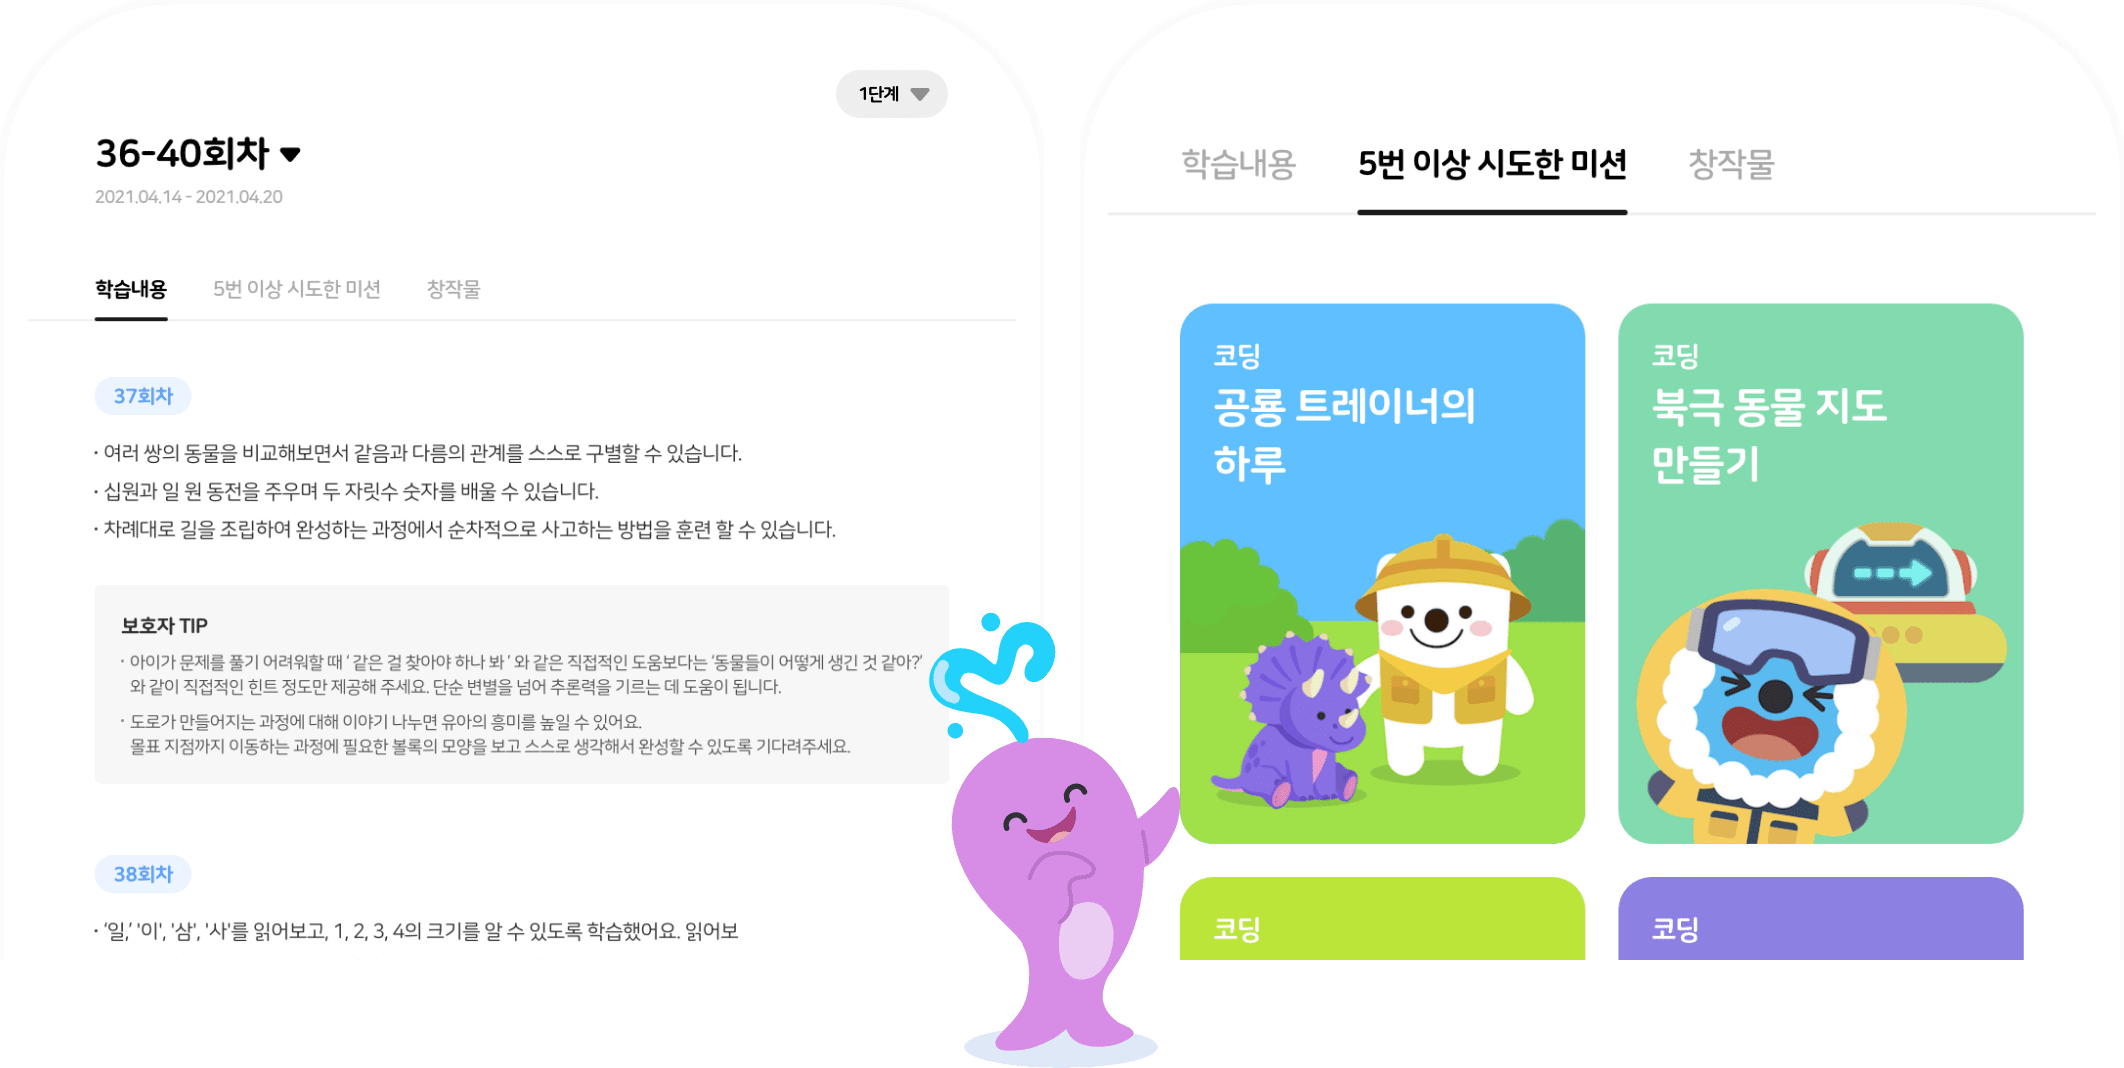 1단계
36-40회차
2021.04.14 - 2021.04.20
학습내용 5번 이상 시도한 미션 창작물
37회차
· 여러 쌍의 동물을 비교해보면서 같음과 다름의 관계를 스스로 구별할 수 있습니다.
· 십원과 일 원 동전을 주우며 두 자릿수 숫자를 배울 수 있습니다.
· 차례대로 길을 조립하여 완성하는 과정에서 순차적으로 사고하는 방법을 훈련 할 수 있습니다.
보호자 TIP
· 아이가 문제를 풀기 어려워할 때 ‘ 같은 걸 찾아야 하나 봐 ’ 와 같은 직접적인 도움보다는 ‘동물들이 어떻게 생긴 것 같아?’
와 같이 직접적인 힌트 정도만 제공해 주세요. 단순 변별을 넘어 추론력을 기르는 데 도움이 됩니다.
· 도로가 만들어지는 과정에 대해 이야기 나누면 유아의 흥미를 높일 수 있어요.
몰표 지점까지 이동하는 과정에 필요한 볼록의 모양을 보고 스스로 생각해서 완성할 수 있도록 기다려주세요.
38회차
· ‘일,’ '이', '삼', '사'를 읽어보고, 1, 2, 3, 4의 크기를 알 수 있도록 학습했어요. 읽어보
학습내용 5번 이상 시도한 미션 창작물
코딩
공룡 트레이너의
하루
코딩
북극 동물 지도
만들기
코딩
코딩